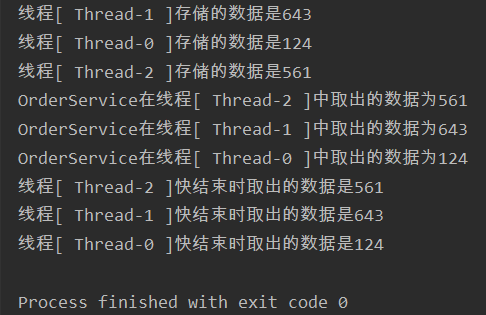 线程[ Thread-1 ]存储的数据是643
线程[ Thread-0 ]存储的数据是124
线程[ Thread-2 ]存储的数据是561
OrderService在线程[ Thread-2 ]中取出的数据为561
OrderService在线程[ Thread-1 ]中取出的数据为643
OrderService在线程[ Thread-0 ]中取出的数据为124
线程[ Thread-2 ]快结束时取出的数据是561
线程[ Thread-1 ]快结束时取出的数据是643
线程[ Thread-0 ]快结束时取出的数据是124
Process finished with exit code 0